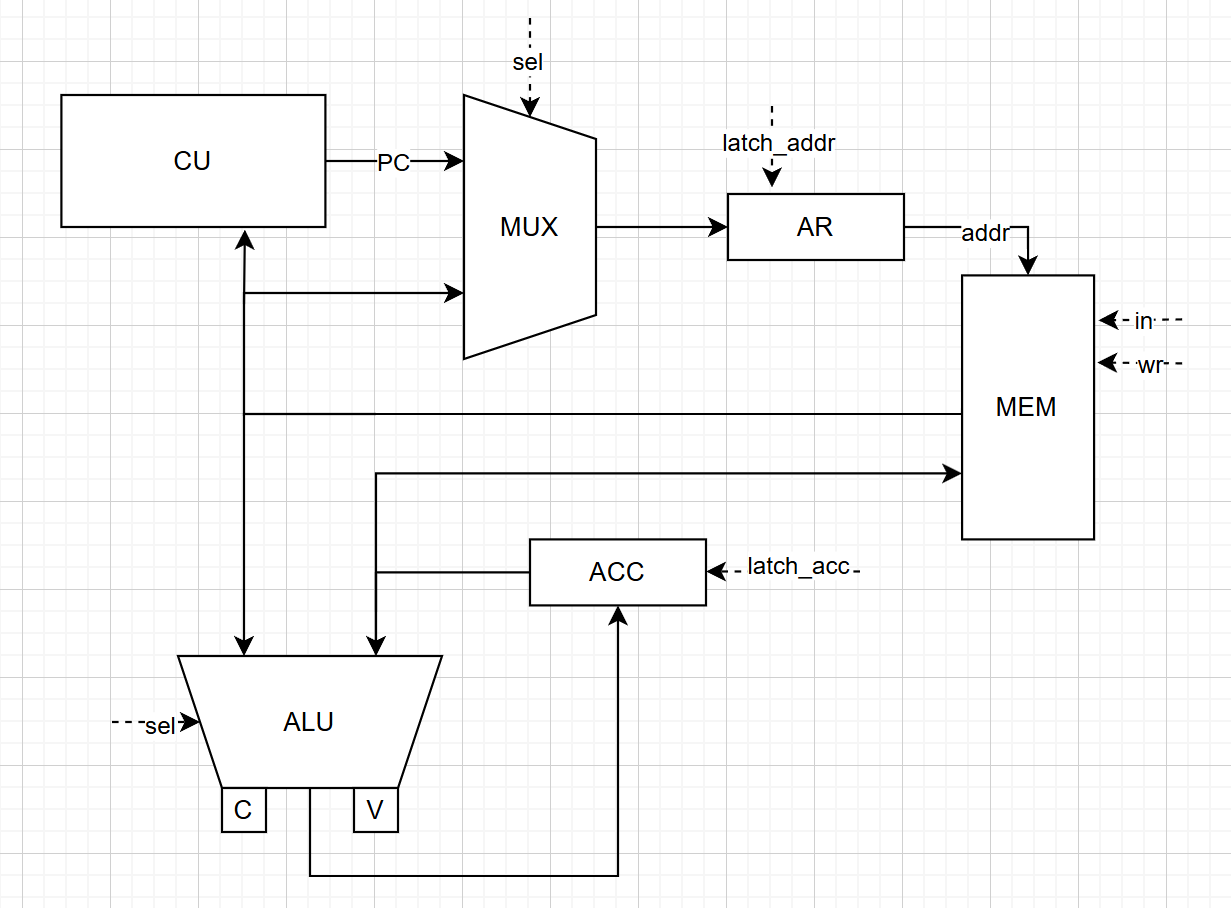 sel
latch_addr
CU
PC
MUX
AR
addr
in
wr
MEM
ACC
latch_acc
sel
ALU
C
V